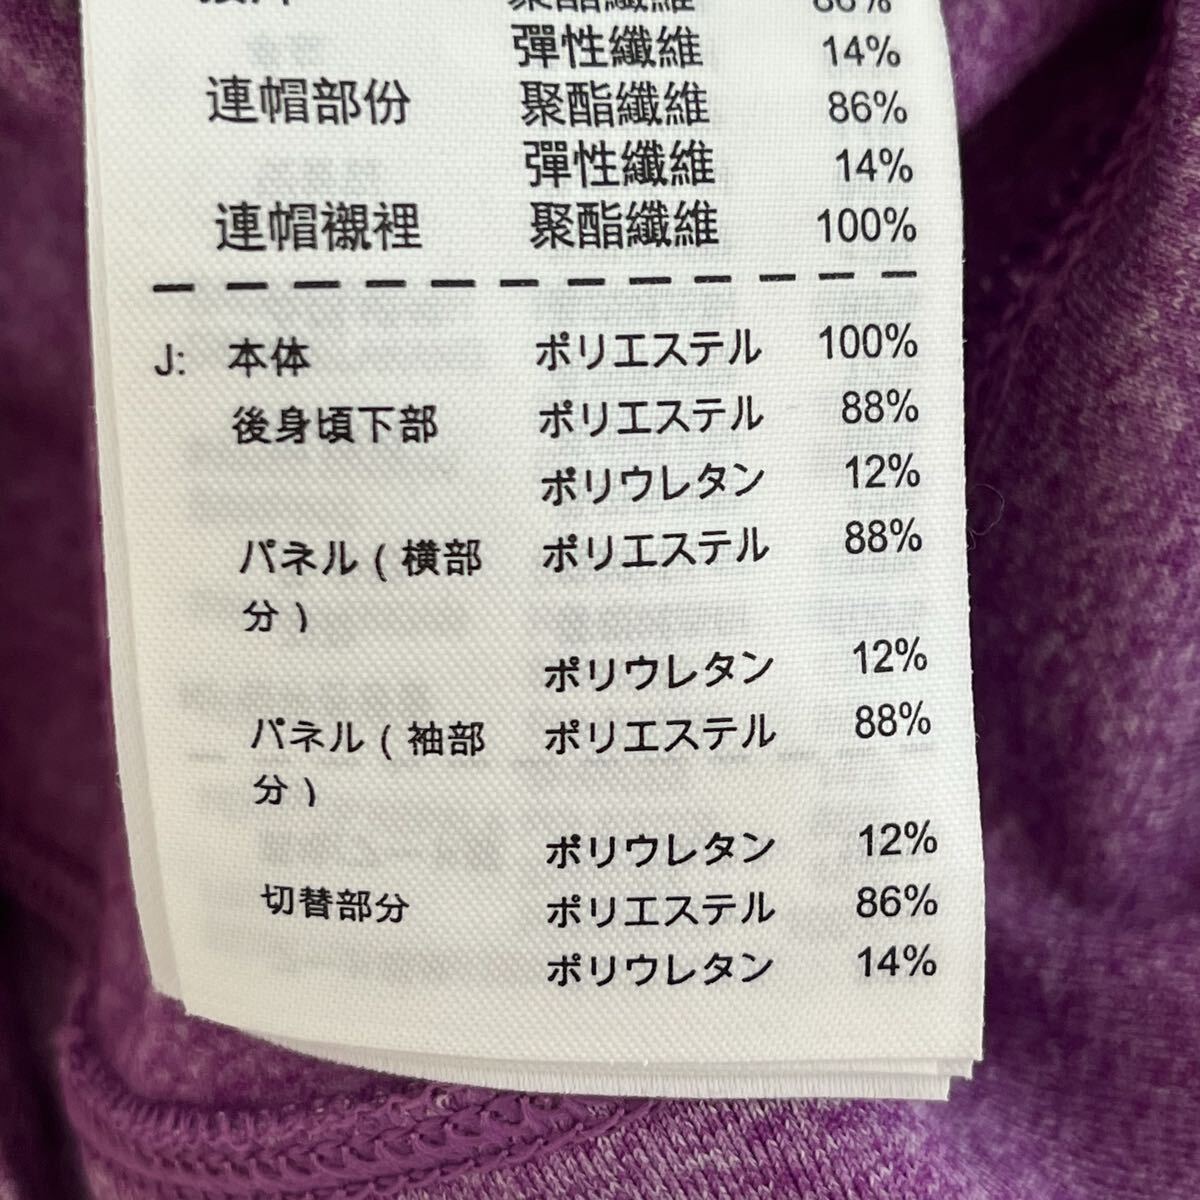 聚酯纖維 86%
彈性纖維 14%
連帽部份 聚酯纖維 86%
彈性纖維 14%
連帽襯裡 聚酯纖維 100%
J: 本体 ポリエステル 100%
後身頃下部 ポリエステル 88%
ポリウレタン 12%
パネル(横部 ポリエステル 88%
分)
ポリウレタン 12%
パネル(袖部 ポリエステル 88%
分)
ポリウレタン 12%
切替部分 ポリエステル 86%
ポリウレタン 14%